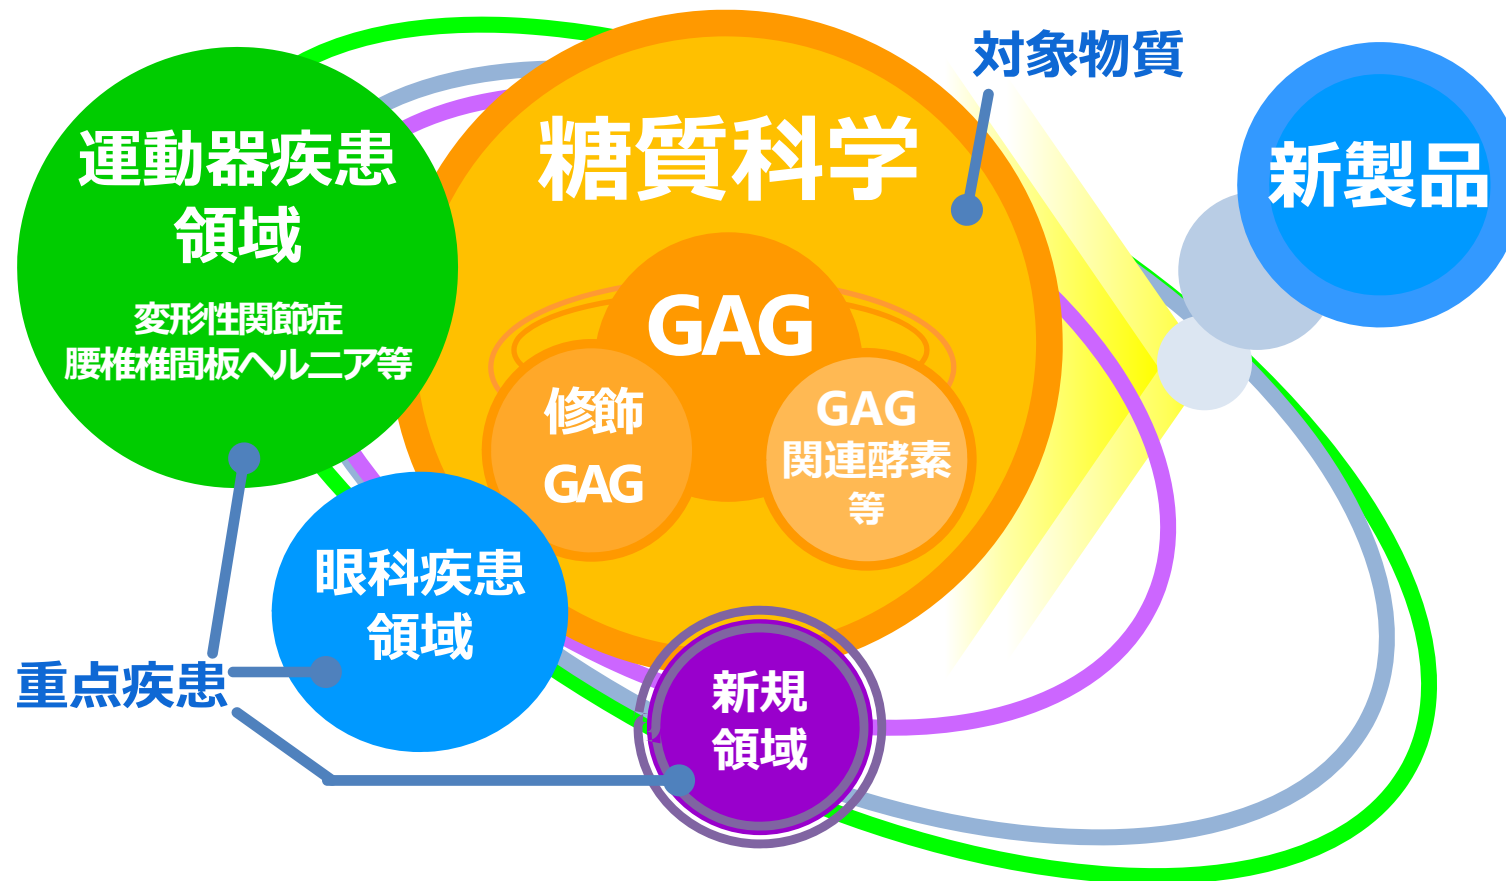 対象物質
糖質科学
新製品
運動器疾患
領域
変形性関節症
腰椎椎間板ヘルニア等
GAG
修飾
GAG
GAG
関連酵素
等
眼科疾患
領域
重点疾患
新規
領域